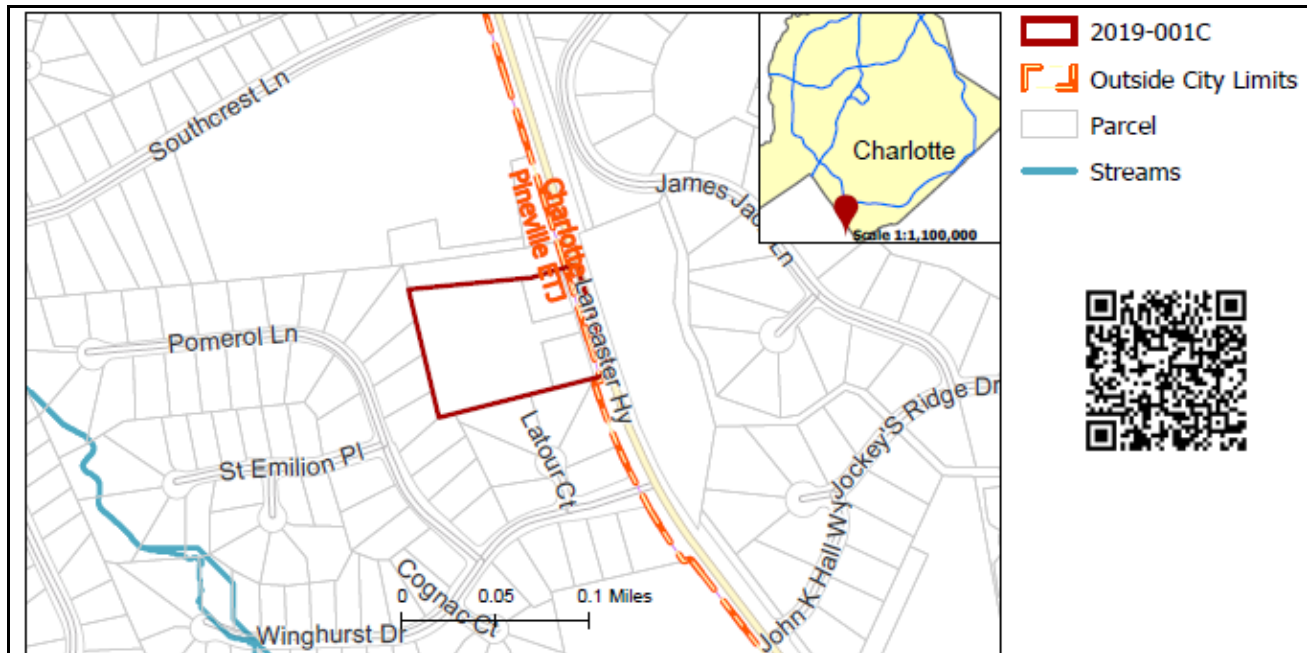 Southcrest Ln
Charlotte
Pineville ETJ
James Jack Ln
Charlotte
Scale 1:1,100,000
Lancaster Hy
Pomerol Ln
St Emilion Pl
Latour Ct
Jockey'S Ridge Dr
John K Hall Wy
Cognac Ct
Winghurst Dr
0 0.05 0.1 Miles
2019-001C
Outside City Limits
Parcel
Streams